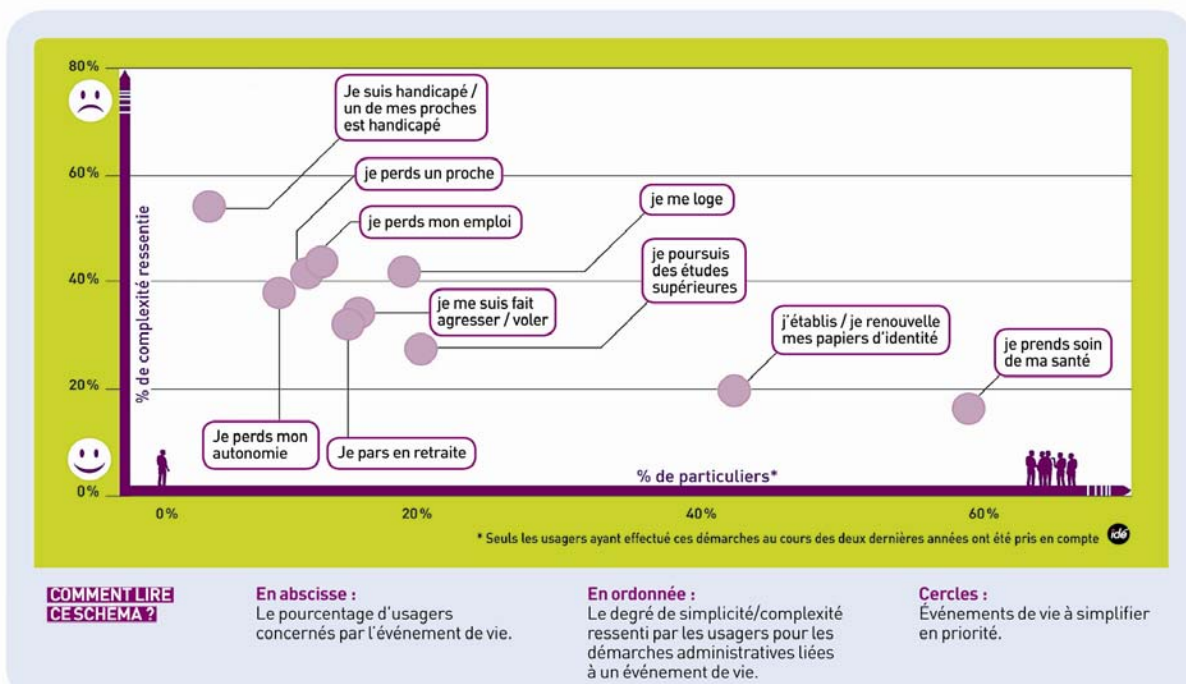 80%
Je suis handicapé /
un de mes proches
est handicapé
60%
je perds un proche
je me loge
je perds mon emploi
% de complexité ressentie
je poursuis
des études
supérieures
40%
je me suis fait
agresser / voler
j'établis / je renouvelle
mes papiers d'identité
je prends soin
de ma santé
20%
Je perds mon
autonomie
Je pars en retraite
% de particuliers*
0%
0%
20%
40%
60%
* Seuls les usagers ayant effectué ces démarches au cours des deux dernières années ont été pris en compte
idé
COMMENT LIRE
CE SCHEMA ?
En abscisse :
Le pourcentage d'usagers
concernés par l'événement de vie.
En ordonnée :
Le degré de simplicité/complexité
ressenti par les usagers pour les
démarches administratives liées
à un événement de vie.
Cercles :
Événements de vie à simplifier
en priorité.